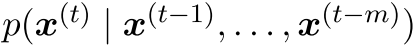 p(x^(t) | x^(t−1), . . . , x^(t−m))